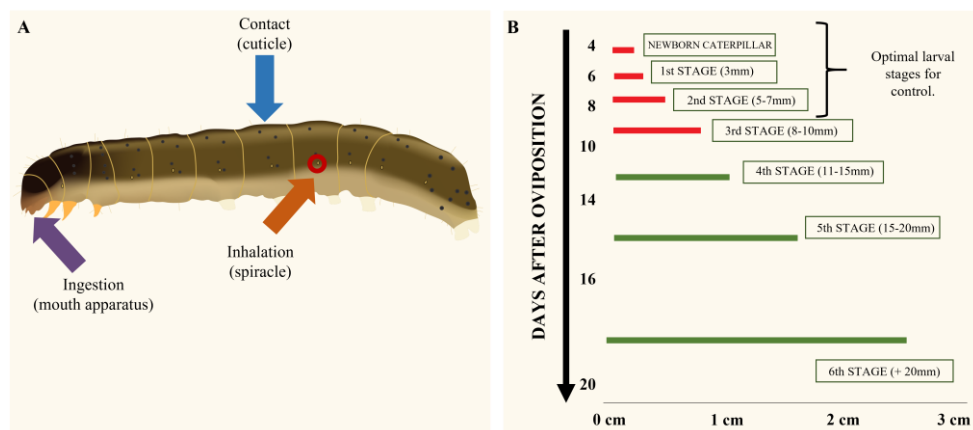 A
Contact
(cuticle)
Inhalation
(spiracle)
Ingestion
(mouth apparatus)
B
DAYS AFTER OVIPOSITION
4
NEWBORN CATERPILLAR
6
1st STAGE (3mm)
8
2nd STAGE (5-7mm)
Optimal larval
stages for
control.
3rd STAGE (8-10mm)
10
4th STAGE (11-15mm)
14
5th STAGE (15-20mm)
16
6th STAGE (+ 20mm)
20
0 cm
1 cm
2 cm
3 cm